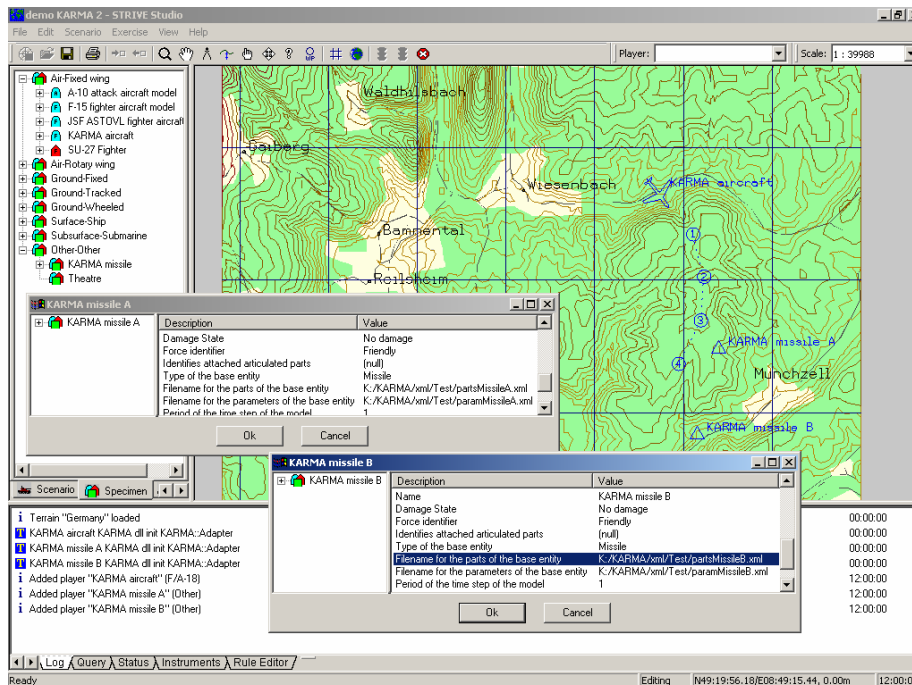 demo KARMA 2 - STRIVE Studio
File Edit Scenario Exercise View Help
Player: Scale: 1 : 39988
Air-Fixed wing
A-10 attack aircraft model
F-15 fighter aircraft model
JSF ASTOVL fighter aircraft
KARMA aircraft
SU-27 Fighter
Air-Rotary wing
Ground-Fixed
Ground-Tracked
Ground-Wheeled
Surface-Ship
Subsurface-Submarine
Other-Other
KARMA missile
Theatre
Scenario Specimen
Waldhilsbach
Gaiberg
Wiesenbach
KARMA aircraft
Bammental
Reilsheim
1
2
3
4
KARMA missile A
Munchzell
KARMA missile B
KARMA missile A
KARMA missile A
Description Value
Damage State No damage
Force identifier Friendly
Identifies attached articulated parts (null)
Type of the base entity Missile
Filename for the parts of the base entity K:/KARMA/xml/Test/partsMissileA.xml
Filename for the parameters of the base entity K:/KARMA/xml/Test/paramMissileA.xml
Period of the time step of the model 1
Ok Cancel
KARMA missile B
KARMA missile B
Description Value
Name KARMA missile B
Damage State No damage
Force identifier Friendly
Identifies attached articulated parts (null)
Type of the base entity Missile
Filename for the parts of the base entity K:/KARMA/xml/Test/partsMissileB.xml
Filename for the parameters of the base entity K:/KARMA/xml/Test/paramMissileB.xml
Period of the time step of the model 1
Ok Cancel
Terrain "Germany" loaded 00:00:00
KARMA aircraft KARMA dll init KARMA::Adapter 00:00:00
KARMA missile A KARMA dll init KARMA::Adapter 00:00:00
KARMA missile B KARMA dll init KARMA::Adapter 00:00:00
Added player "KARMA aircraft" (F/A-18) 12:00:00
Added player "KARMA missile A" (Other) 12:00:00
Added player "KARMA missile B" (Other) 12:00:00
Log Query Status Instruments Rule Editor
Ready Editing N49:19:56.18/E08:49:15.44, 0.00m 12:00:0